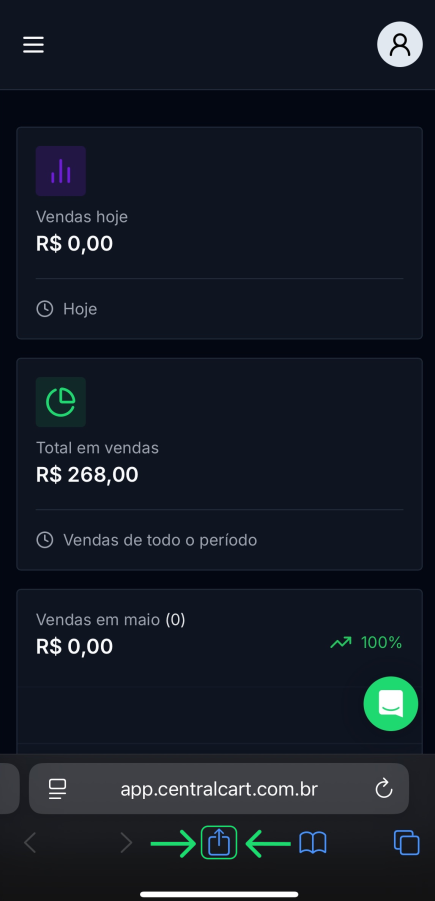 Vendas hoje
R$ 0,00
Hoje
Total em vendas
R$ 268,00
Vendas de todo o período
Vendas em maio (0)
R$ 0,00
100%
app.centralcart.com.br